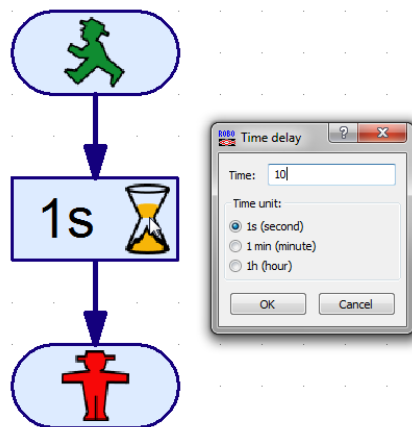 1s
ROBO
Time delay
Time: 10
Time unit:
1s (second)
1 min (minute)
1h (hour)
OK
Cancel